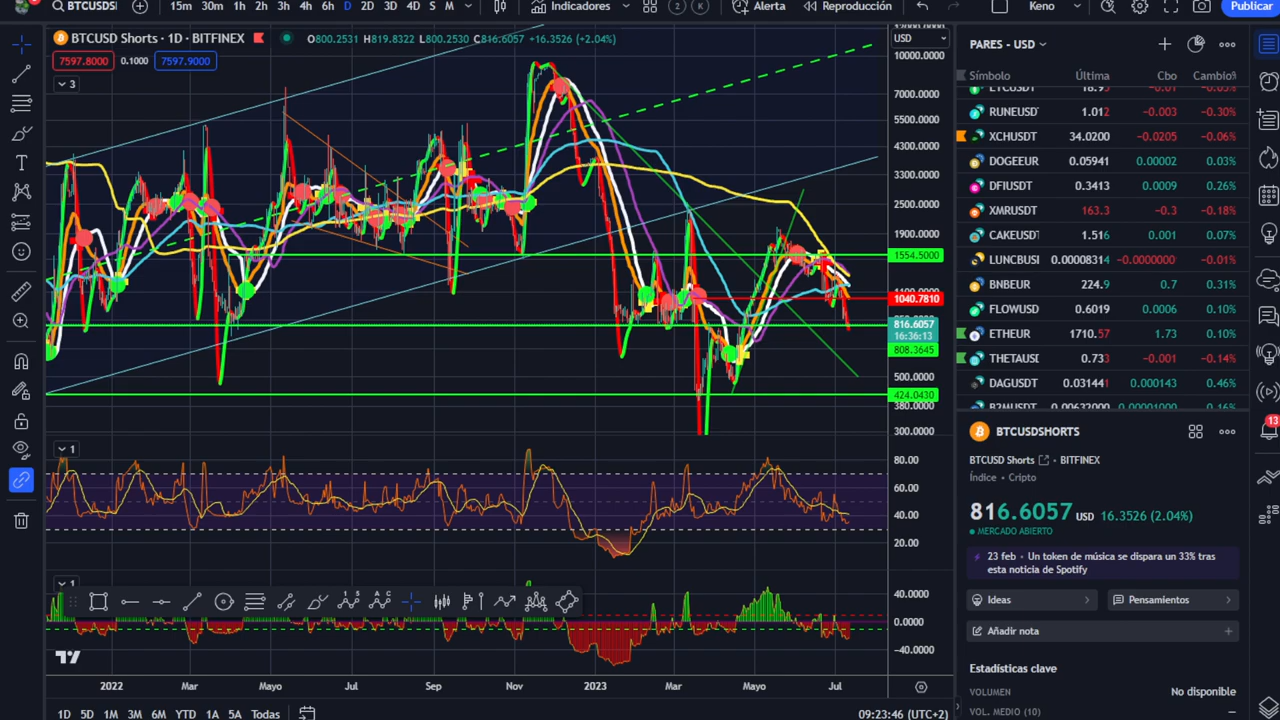 BTCUSDS
15m 30m 1h 2h 3h 4h 6h D 2D 3D 4D S M
Indicadores
2 K
Alerta
Reproducción
Keno
Publicar
BTCUSD Shorts · 1D · BITFINEX
O800.2531 H819.8322 L800.2530 C816.6057 +16.3526 (+2.04%)
USD
7597.8000 0.1000 7597.9000
3
10000.0000
7000.0000
5500.0000
4300.0000
3300.0000
2500.0000
1900.0000
1554.5000
1040.7810
816.6057
16:36:13
808.3645
500.0000
424.0430
380.0000
300.0000
1
80.00
60.00
40.00
20.00
1
40.0000
0.0000
−40.0000
2022 Mar Mayo Jul Sep Nov 2023 Mar Mayo Jul
1D 5D 1M 3M 6M YTD 1A 5A Todas
09:23:46 (UTC+2)
PARES - USD
Símbolo Última Cbo Cambio%
RUNEUSDT 1.012 -0.003 -0.30%
XCHUSDT 34.0200 -0.0205 -0.06%
DOGEEUR 0.05941 0.00002 0.03%
DFIUSDT 0.3413 0.0009 0.26%
XMRUSDT 163.3 -0.3 -0.18%
CAKEUSDT 1.516 0.001 0.07%
LUNCBUSI 0.00008314 -0.0000000 -0.01%
BNBEUR 224.9 0.7 0.31%
FLOWUSD 0.6019 0.0006 0.10%
ETHEUR 1710.57 1.73 0.10%
THETAUSI 0.733 -0.001 -0.14%
DAGUSDT 0.031441 0.000143 0.46%
BTCUSDSHORTS
BTCUSD Shorts · BITFINEX
Índice · Cripto
816.6057 USD 16.3526 (2.04%)
MERCADO ABIERTO
23 feb · Un token de música se dispara un 33% tras
esta noticia de Spotify
Ideas
Pensamientos
Añadir nota
Estadísticas clave
VOLUMEN No disponible
VOL. MEDIO (10) —
13